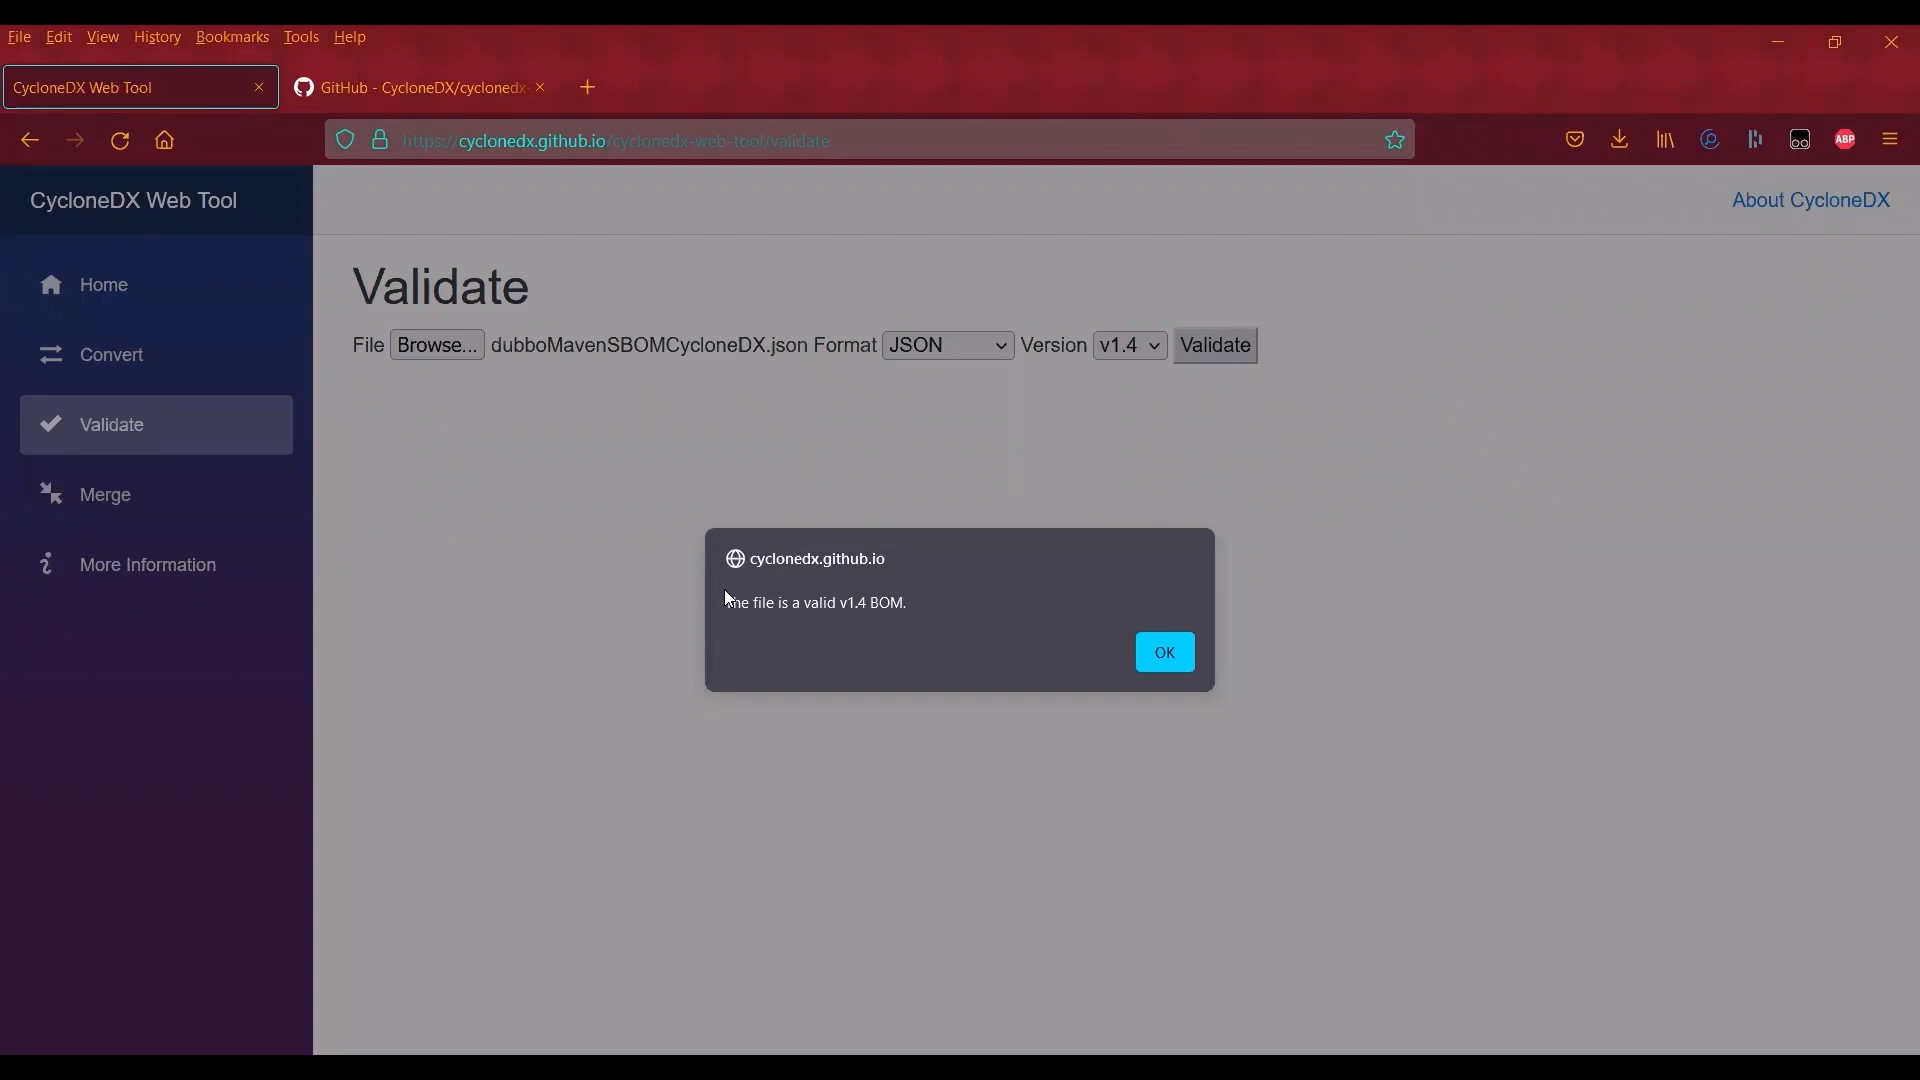 File Edit View History Bookmarks Tools Help
CycloneDX Web Tool
GitHub - CycloneDX/cyclonedx-
https://cyclonedx.github.io/cyclonedx-web-tool/validate
ABP
CycloneDX Web Tool
About CycloneDX
Home
Convert
Validate
Merge
More Information
Validate
File Browse... dubboMavenSBOMCycloneDX.json Format JSON Version v1.4 Validate
cyclonedx.github.io
file is a valid v1.4 BOM.
OK